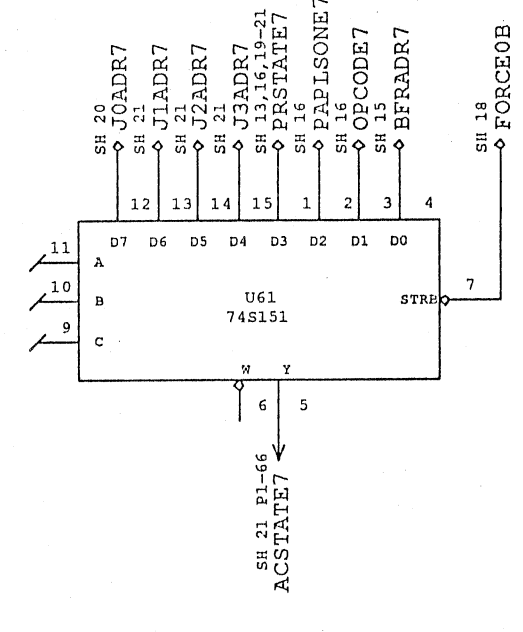 SH 20
J0ADR7
SH 21
J1ADR7
SH 21
J2ADR7
SH 21
J3ADR7
SH 13,16,19-21
PRSTATE7
SH 16
PAPLSONE7
SH 16
OPCODE7
SH 15
BFRADR7
SH 18
FORCE0B
12 13 14 15 1 2 3 4
D7 D6 D5 D4 D3 D2 D1 D0
11 A
10 B
9 C
U61
74S151
STRB 7
W Y
6 5
SH 21 P1-66
ACSTATE7